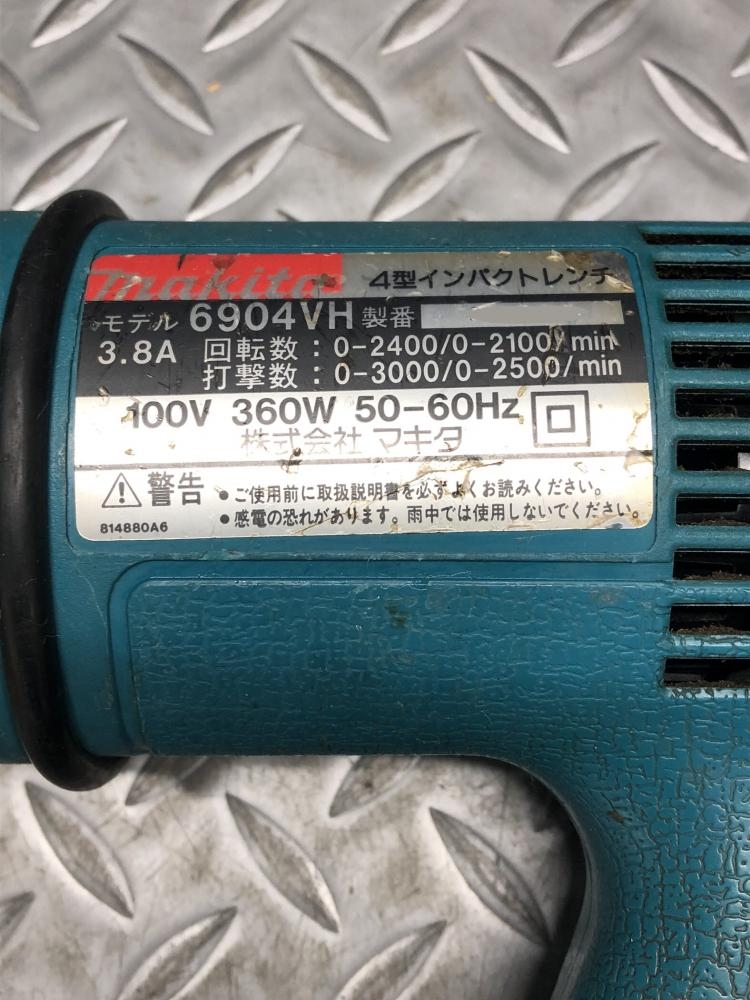 makita 4型インパクトレンチ
モデル 6904VH 製番
3.8A 回転数：0-2400/0-2100/min
打撃数：0-3000/0-2500/min
100V 360W 50-60Hz
株式会社 マキタ
警告 ●ご使用前に取扱説明書を必ずよくお読みください。
●感電の恐れがあります。雨中では使用しないでください。
814880A6